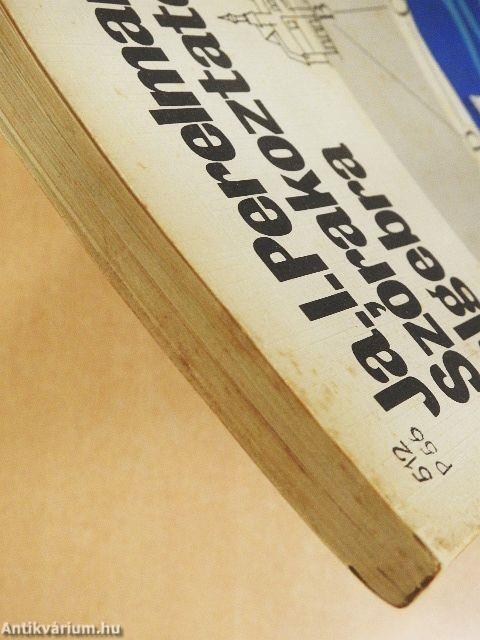 Ja. I. Perelman
Szórakoztató
algebra
512
P 56
Antikvárium.hu